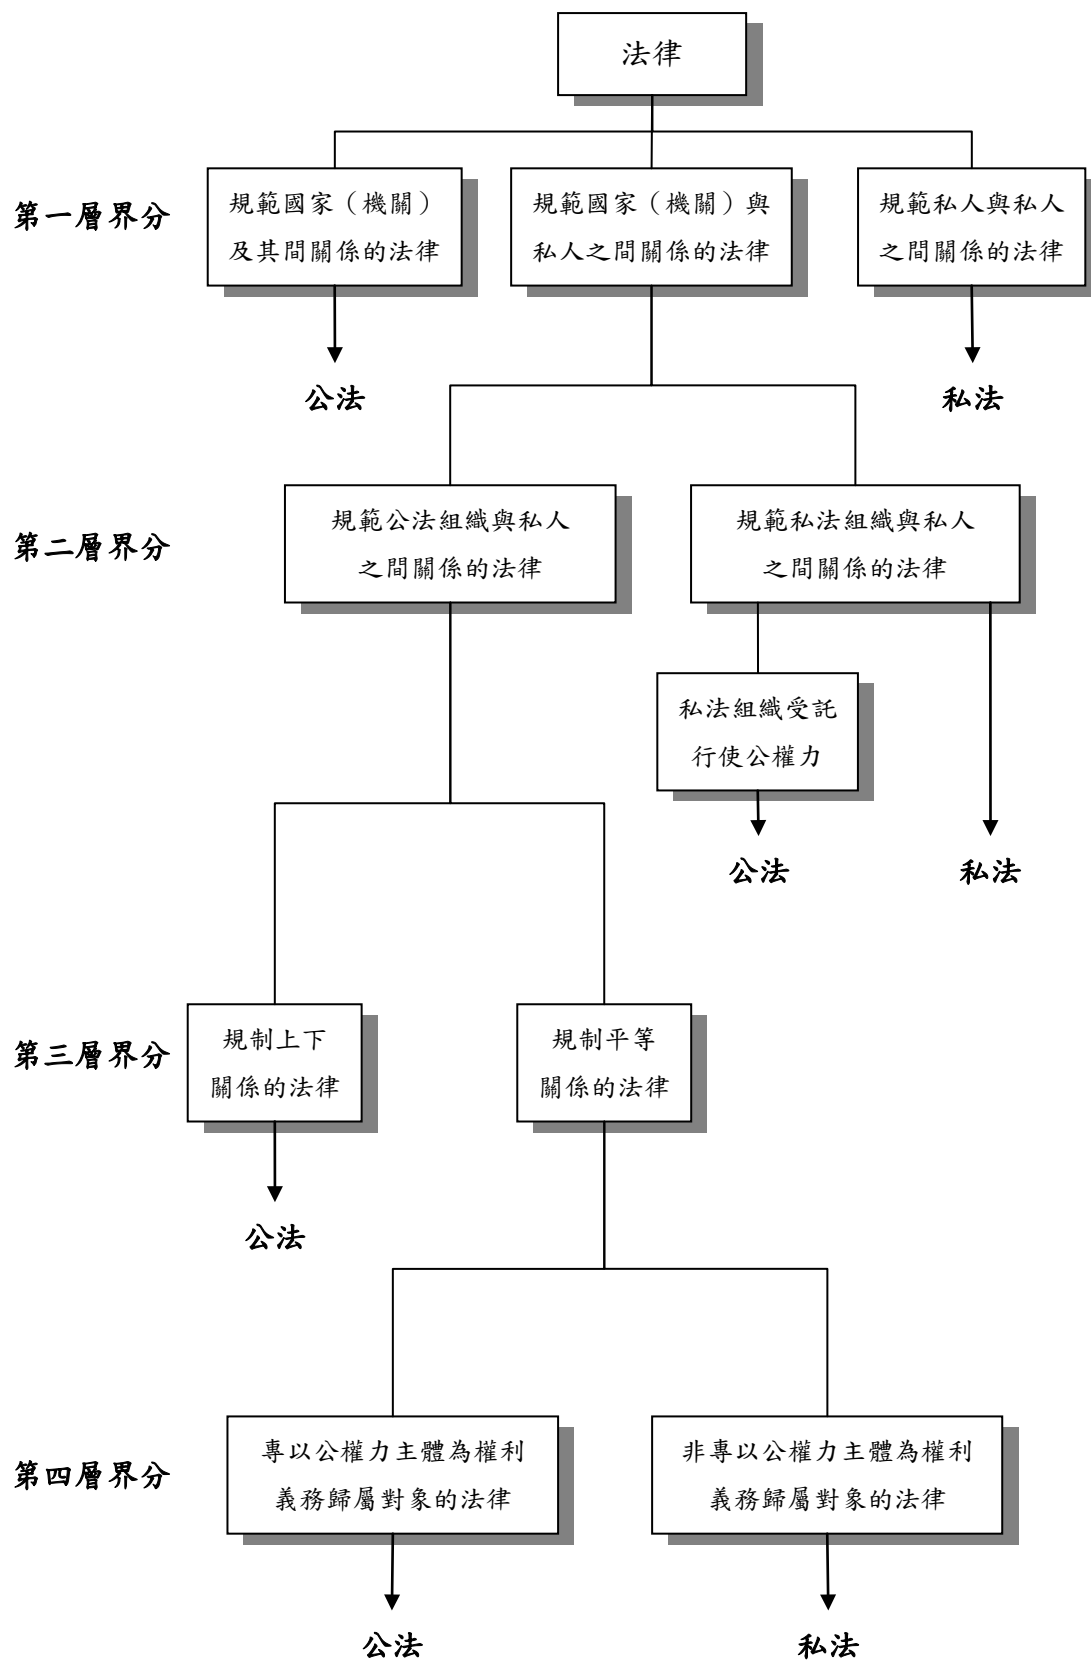 法律
第一層界分
規範國家（機關）
及其間關係的法律
規範國家（機關）與
私人之間關係的法律
規範私人與私人
之間關係的法律
公法
私法
第二層界分
規範公法組織與私人
之間關係的法律
規範私法組織與私人
之間關係的法律
私法組織受託
行使公權力
公法
私法
第三層界分
規制上下
關係的法律
規制平等
關係的法律
公法
第四層界分
專以公權力主體為權利
義務歸屬對象的法律
非專以公權力主體為權利
義務歸屬對象的法律
公法
私法